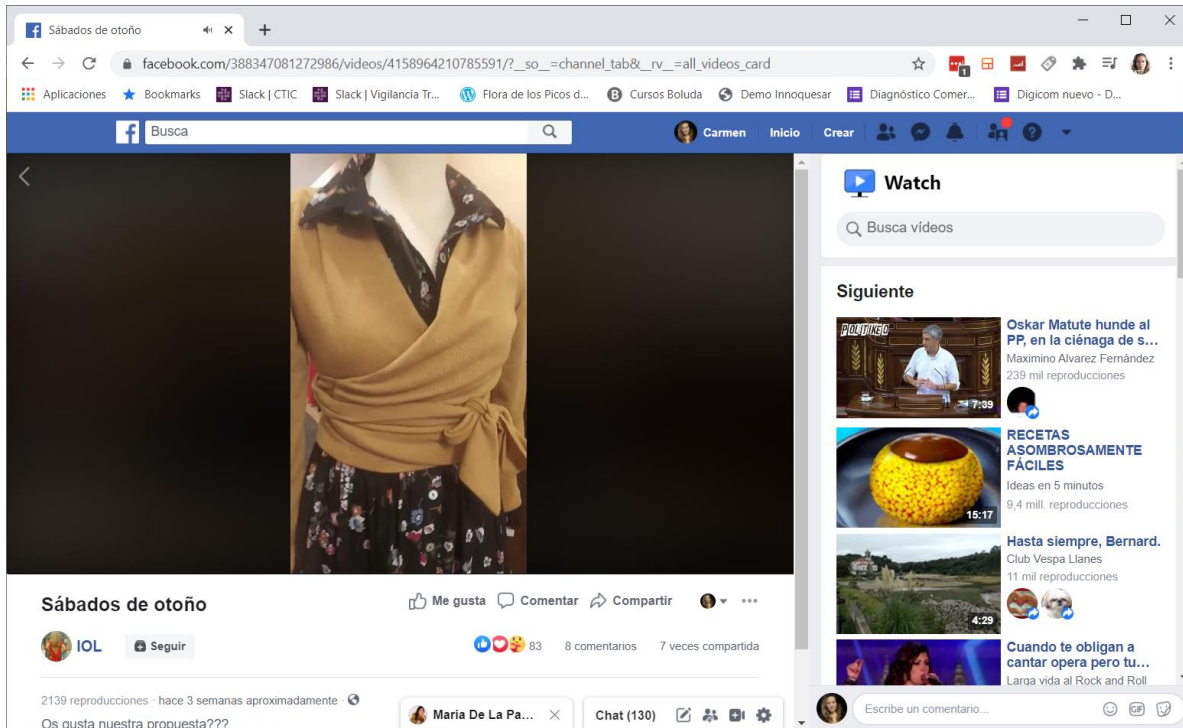 Sábados de otoño
facebook.com/388347081272986/videos/4158964210785591/?_so_=channel_tab&_rv_=all_videos_card
1
Aplicaciones
Bookmarks
Slack | CTIC
Slack | Vigilancia Tr...
Flora de los Picos d...
Cursos Boluda
Demo Innoquesar
Diagnóstico Comer...
Digicom nuevo - D...
Busca
Carmen
Inicio
Crear
Watch
Busca vídeos
Siguiente
POLITIKEO
7:39
Oskar Matute hunde al
PP, en la ciénaga de s...
Maximino Alvarez Fernández
239 mil reproducciones
15:17
RECETAS
ASOMBROSAMENTE
FÁCILES
Ideas en 5 minutos
9,4 mill. reproducciones
4:29
Hasta siempre, Bernard.
Club Vespa Llanes
11 mil reproducciones
Cuando te obligan a
cantar opera pero tu...
Larga vida al Rock and Roll
Sábados de otoño
Me gusta
Comentar
Compartir
IOL
Seguir
83
8 comentarios
7 veces compartida
2139 reproducciones · hace 3 semanas aproximadamente ·
Os gusta nuestra propuesta???
Maria De La Pa...
Chat (130)
Escribe un comentario...
GIF